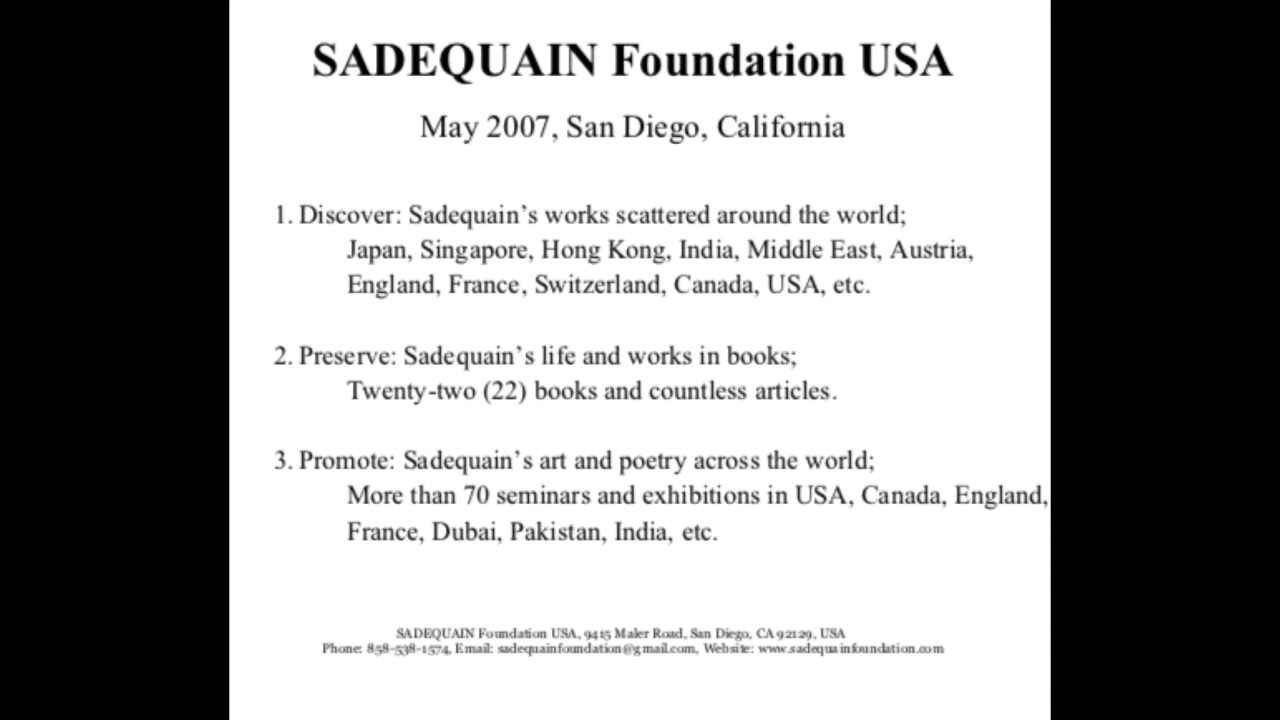 SADEQUAIN Foundation USA
May 2007, San Diego, California
1. Discover: Sadequain’s works scattered around the world;
Japan, Singapore, Hong Kong, India, Middle East, Austria,
England, France, Switzerland, Canada, USA, etc.
2. Preserve: Sadequain’s life and works in books;
Twenty-two (22) books and countless articles.
3. Promote: Sadequain’s art and poetry across the world;
More than 70 seminars and exhibitions in USA, Canada, England,
France, Dubai, Pakistan, India, etc.
SADEQUAIN Foundation USA, 9415 Maler Road, San Diego, CA 92129, USA
Phone: 858-538-1574, Email: sadequainfoundation@gmail.com, Website: www.sadequainfoundation.com